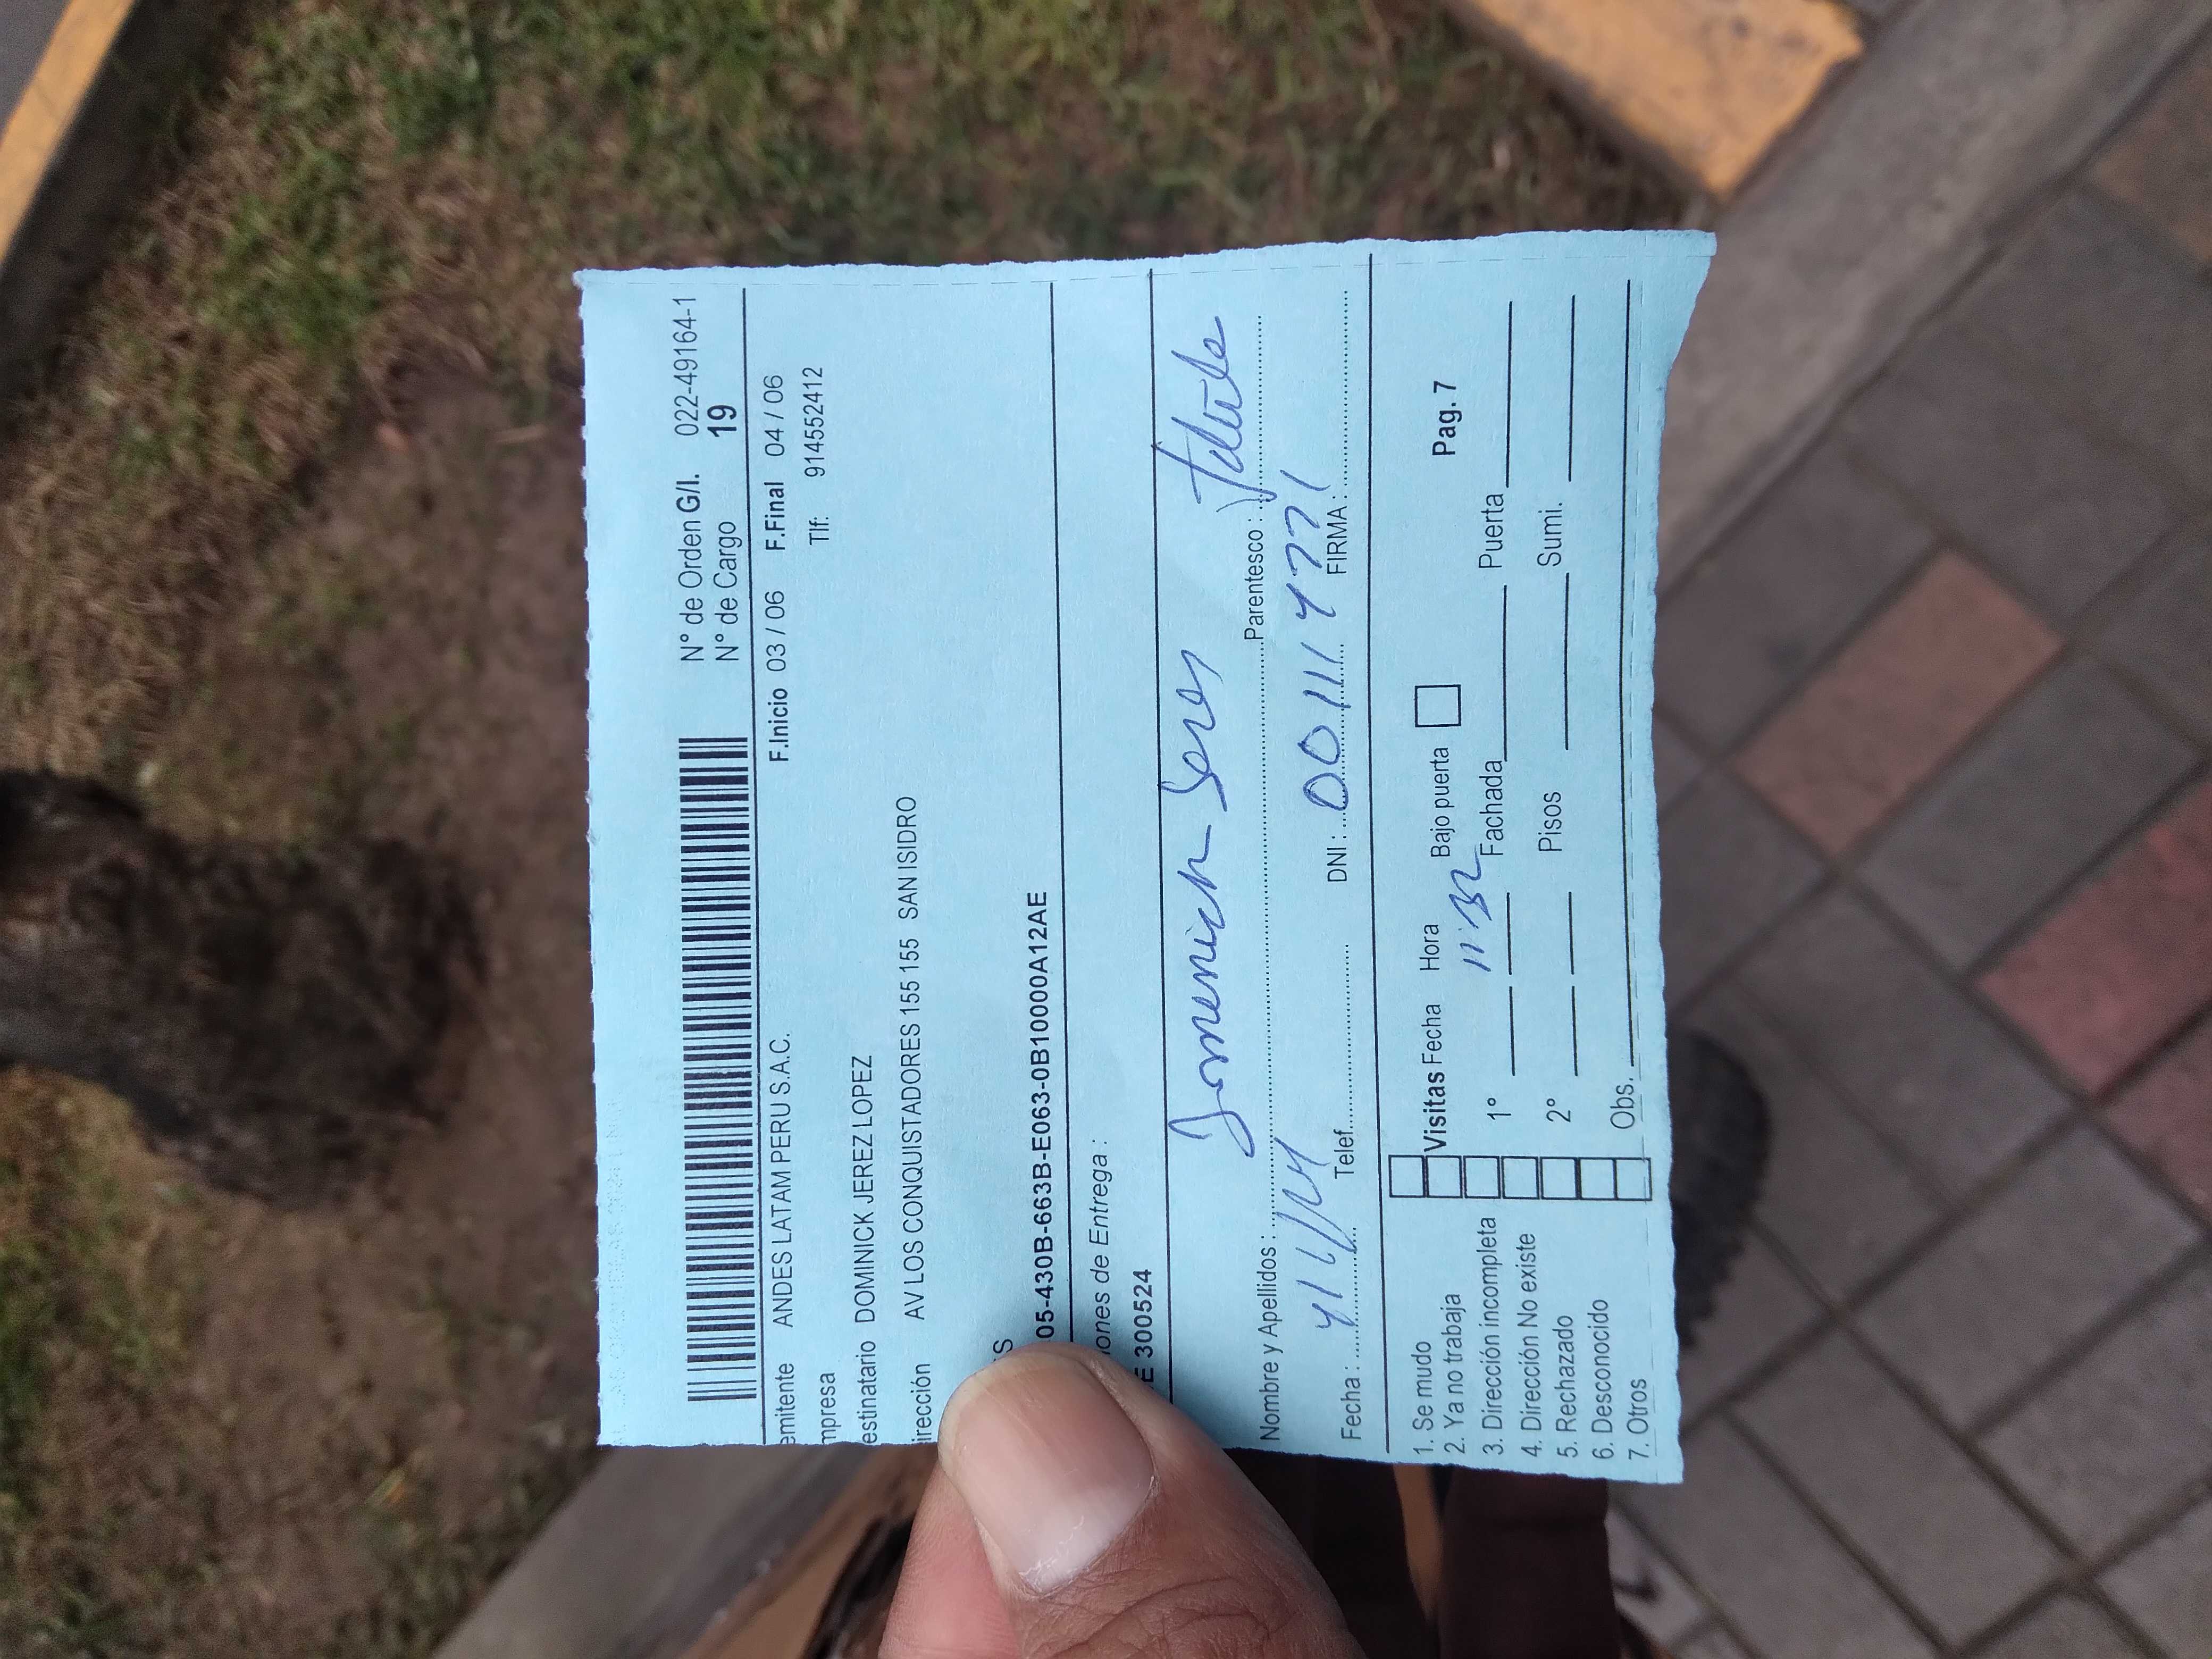 N° de Orden G/I. 022-49164-1
N° de Cargo 19
emitente ANDES LATAM PERU S.A.C. F.Inicio 03 / 06 F.Final 04 / 06
mpresa Tlf: 914552412
estinatario DOMINICK JEREZ LOPEZ
irección AV LOS CONQUISTADORES 155 155 SAN ISIDRO
S
05-430B-663B-E063-0B10000A12AE
iones de Entrega :
E 300524
Nombre y Apellidos : Parentesco :
Fecha : Telef. DNI : 001114771 FIRMA :
1. Se mudo
2. Ya no trabaja
3. Dirección incompleta
4. Dirección No existe
5. Rechazado
6. Desconocido
7. Otros
Visitas Fecha Hora Bajo puerta Pag. 7
1° 11:32 Fachada Puerta
2° Pisos Sumi.
Obs.